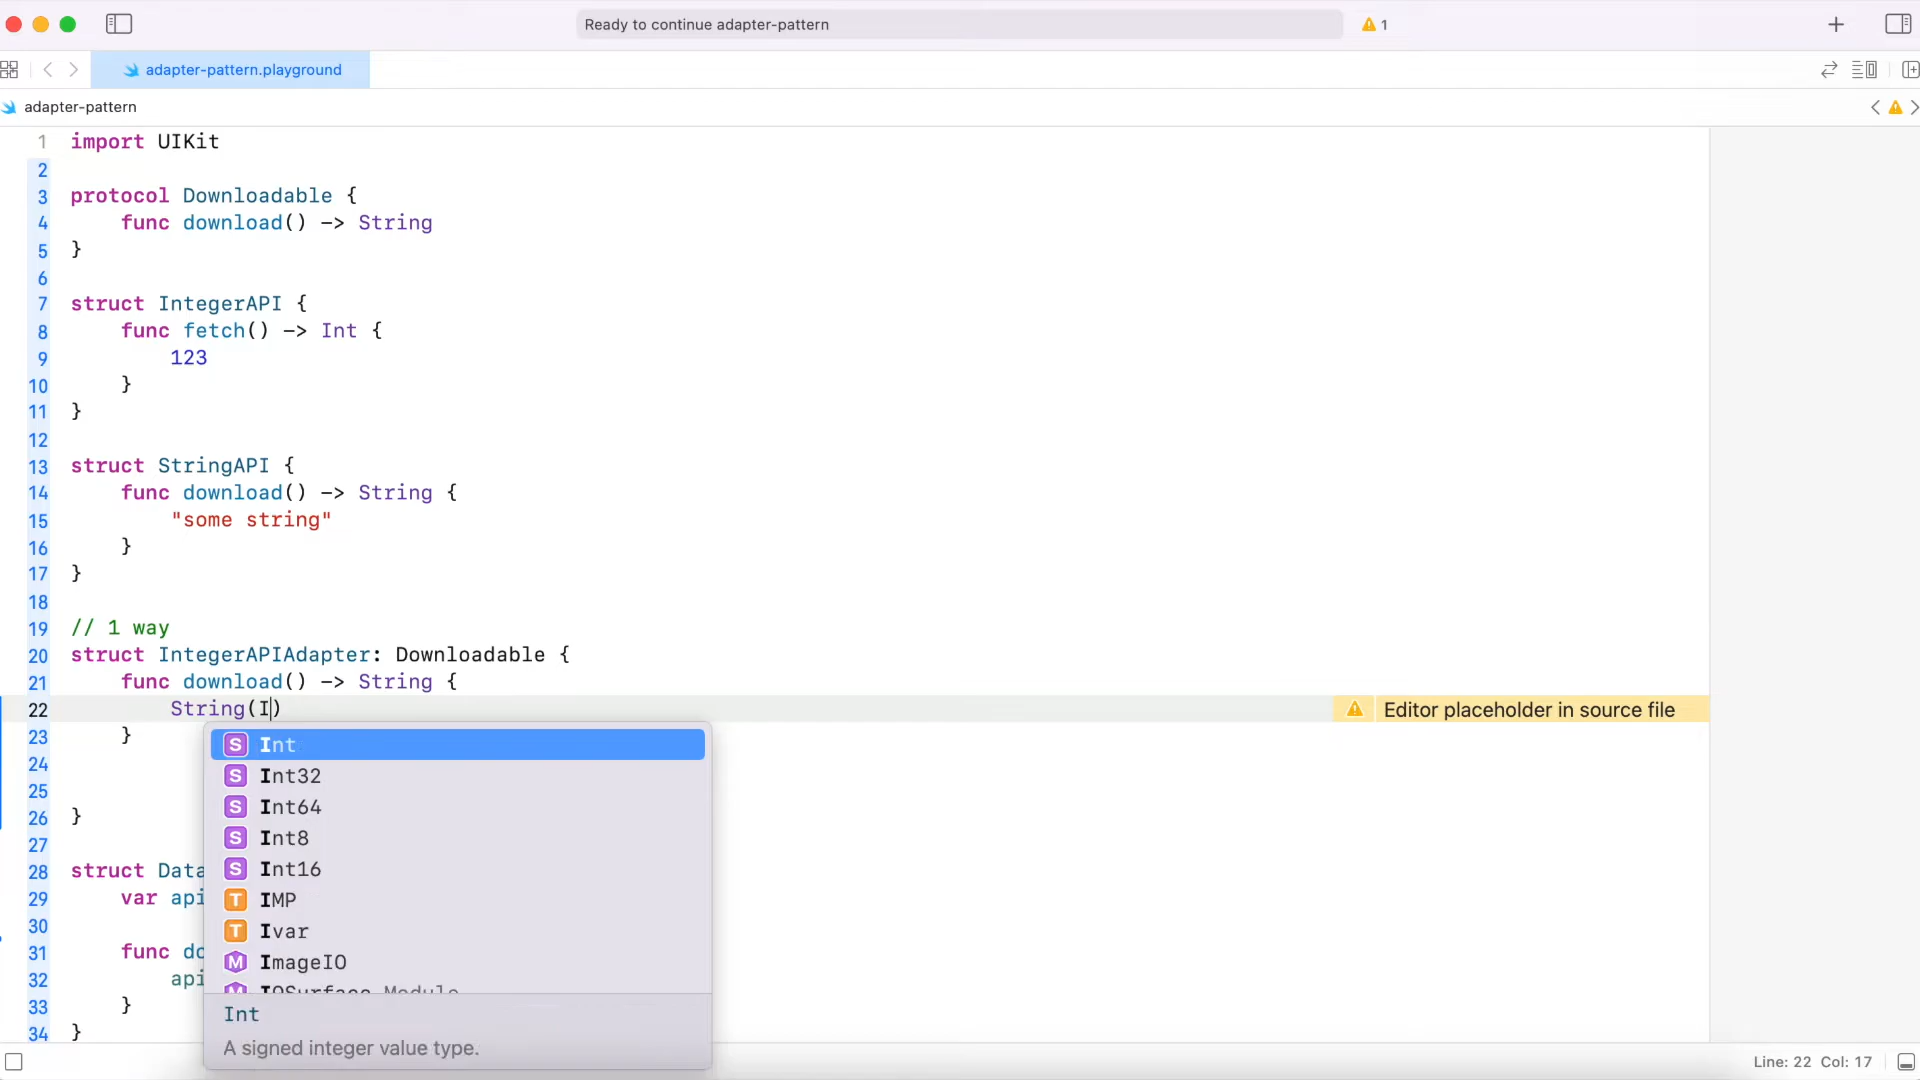 Ready to continue adapter-pattern
1
adapter-pattern.playground
adapter-pattern
1 import UIKit
2
3 protocol Downloadable {
4 func download() -> String
5 }
6
7 struct IntegerAPI {
8 func fetch() -> Int {
9 123
10 }
11 }
12
13 struct StringAPI {
14 func download() -> String {
15 "some string"
16 }
17 }
18
19 // 1 way
20 struct IntegerAPIAdapter: Downloadable {
21 func download() -> String {
22 String(I) Editor placeholder in source file
23 }
24
25
26 }
27
28 struct Data
29 var api
30
31 func do
32 api
33 }
34 }
S Int
S Int32
S Int64
S Int8
S Int16
T IMP
T Ivar
M ImageIO
M IOSurface Module
Int
A signed integer value type.
Line: 22 Col: 17